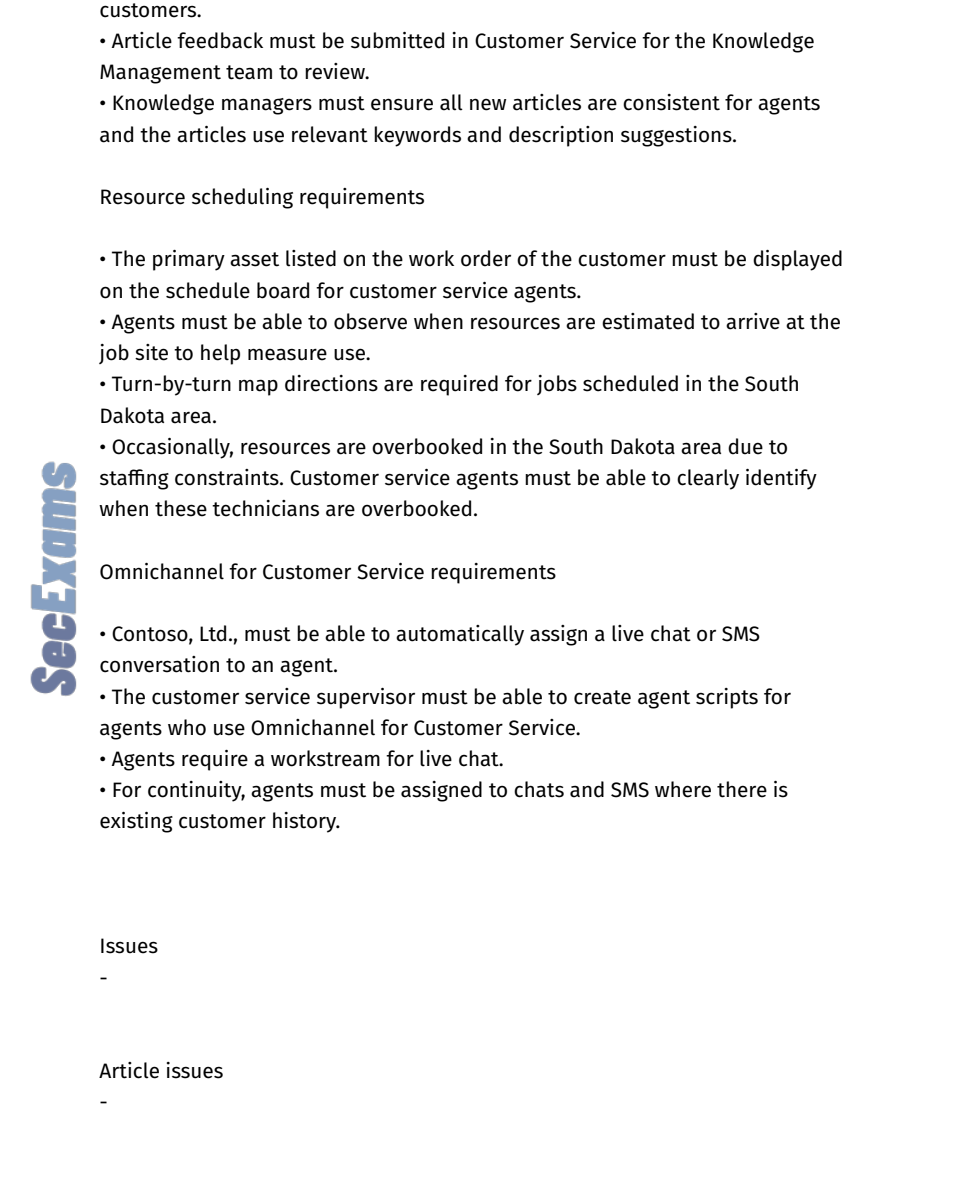 customers.
• Article feedback must be submitted in Customer Service for the Knowledge
Management team to review.
• Knowledge managers must ensure all new articles are consistent for agents
and the articles use relevant keywords and description suggestions.
Resource scheduling requirements
• The primary asset listed on the work order of the customer must be displayed
on the schedule board for customer service agents.
• Agents must be able to observe when resources are estimated to arrive at the
job site to help measure use.
• Turn-by-turn map directions are required for jobs scheduled in the South
Dakota area.
• Occasionally, resources are overbooked in the South Dakota area due to
staffing constraints. Customer service agents must be able to clearly identify
when these technicians are overbooked.
Omnichannel for Customer Service requirements
• Contoso, Ltd., must be able to automatically assign a live chat or SMS
conversation to an agent.
• The customer service supervisor must be able to create agent scripts for
agents who use Omnichannel for Customer Service.
• Agents require a workstream for live chat.
• For continuity, agents must be assigned to chats and SMS where there is
existing customer history.
Issues
-
Article issues
-
SecExams